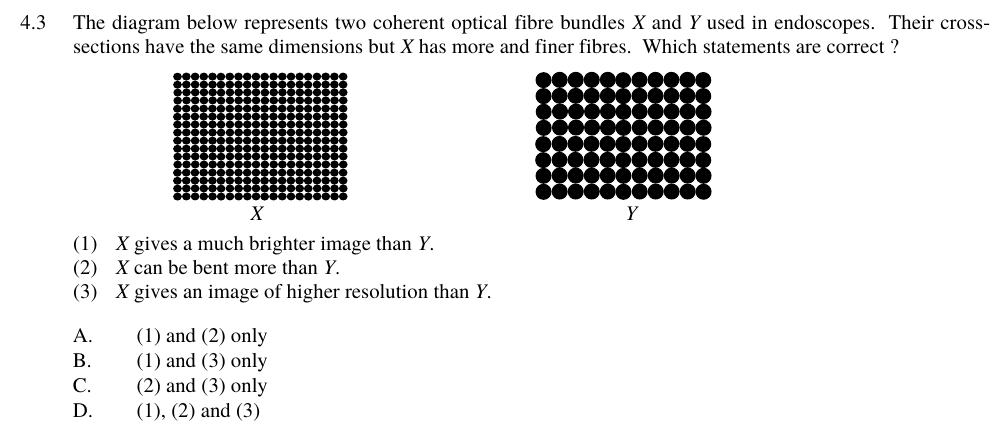 4.3 The diagram below represents two coherent optical fibre bundles X and Y used in endoscopes. Their cross-
sections have the same dimensions but X has more and finer fibres. Which statements are correct ?
X Y
(1) X gives a much brighter image than Y.
(2) X can be bent more than Y.
(3) X gives an image of higher resolution than Y.
A. (1) and (2) only
B. (1) and (3) only
C. (2) and (3) only
D. (1), (2) and (3)